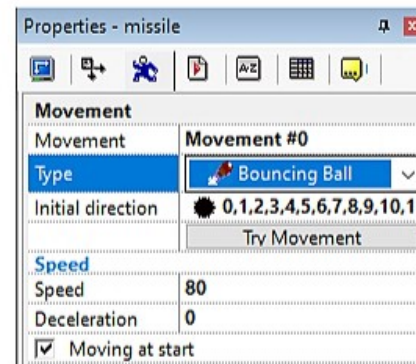 Properties - missile
Movement
Movement Movement #0
Type Bouncing Ball
Initial direction 0,1,2,3,4,5,6,7,8,9,10,1
Try Movement
Speed
Speed 80
Deceleration 0
Moving at start